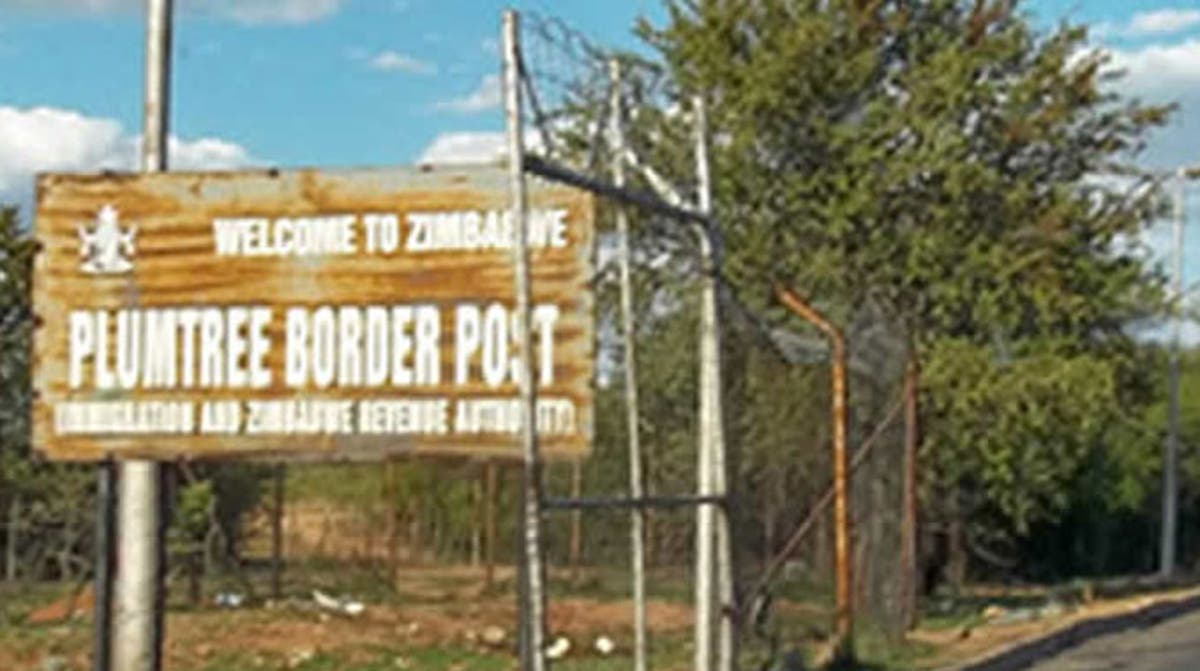 WELCOME TO ZIMBABWE
PLUMTREE BORDER POST
IMMIGRATION AND ZIMBABWE REVENUE AUTHORITY